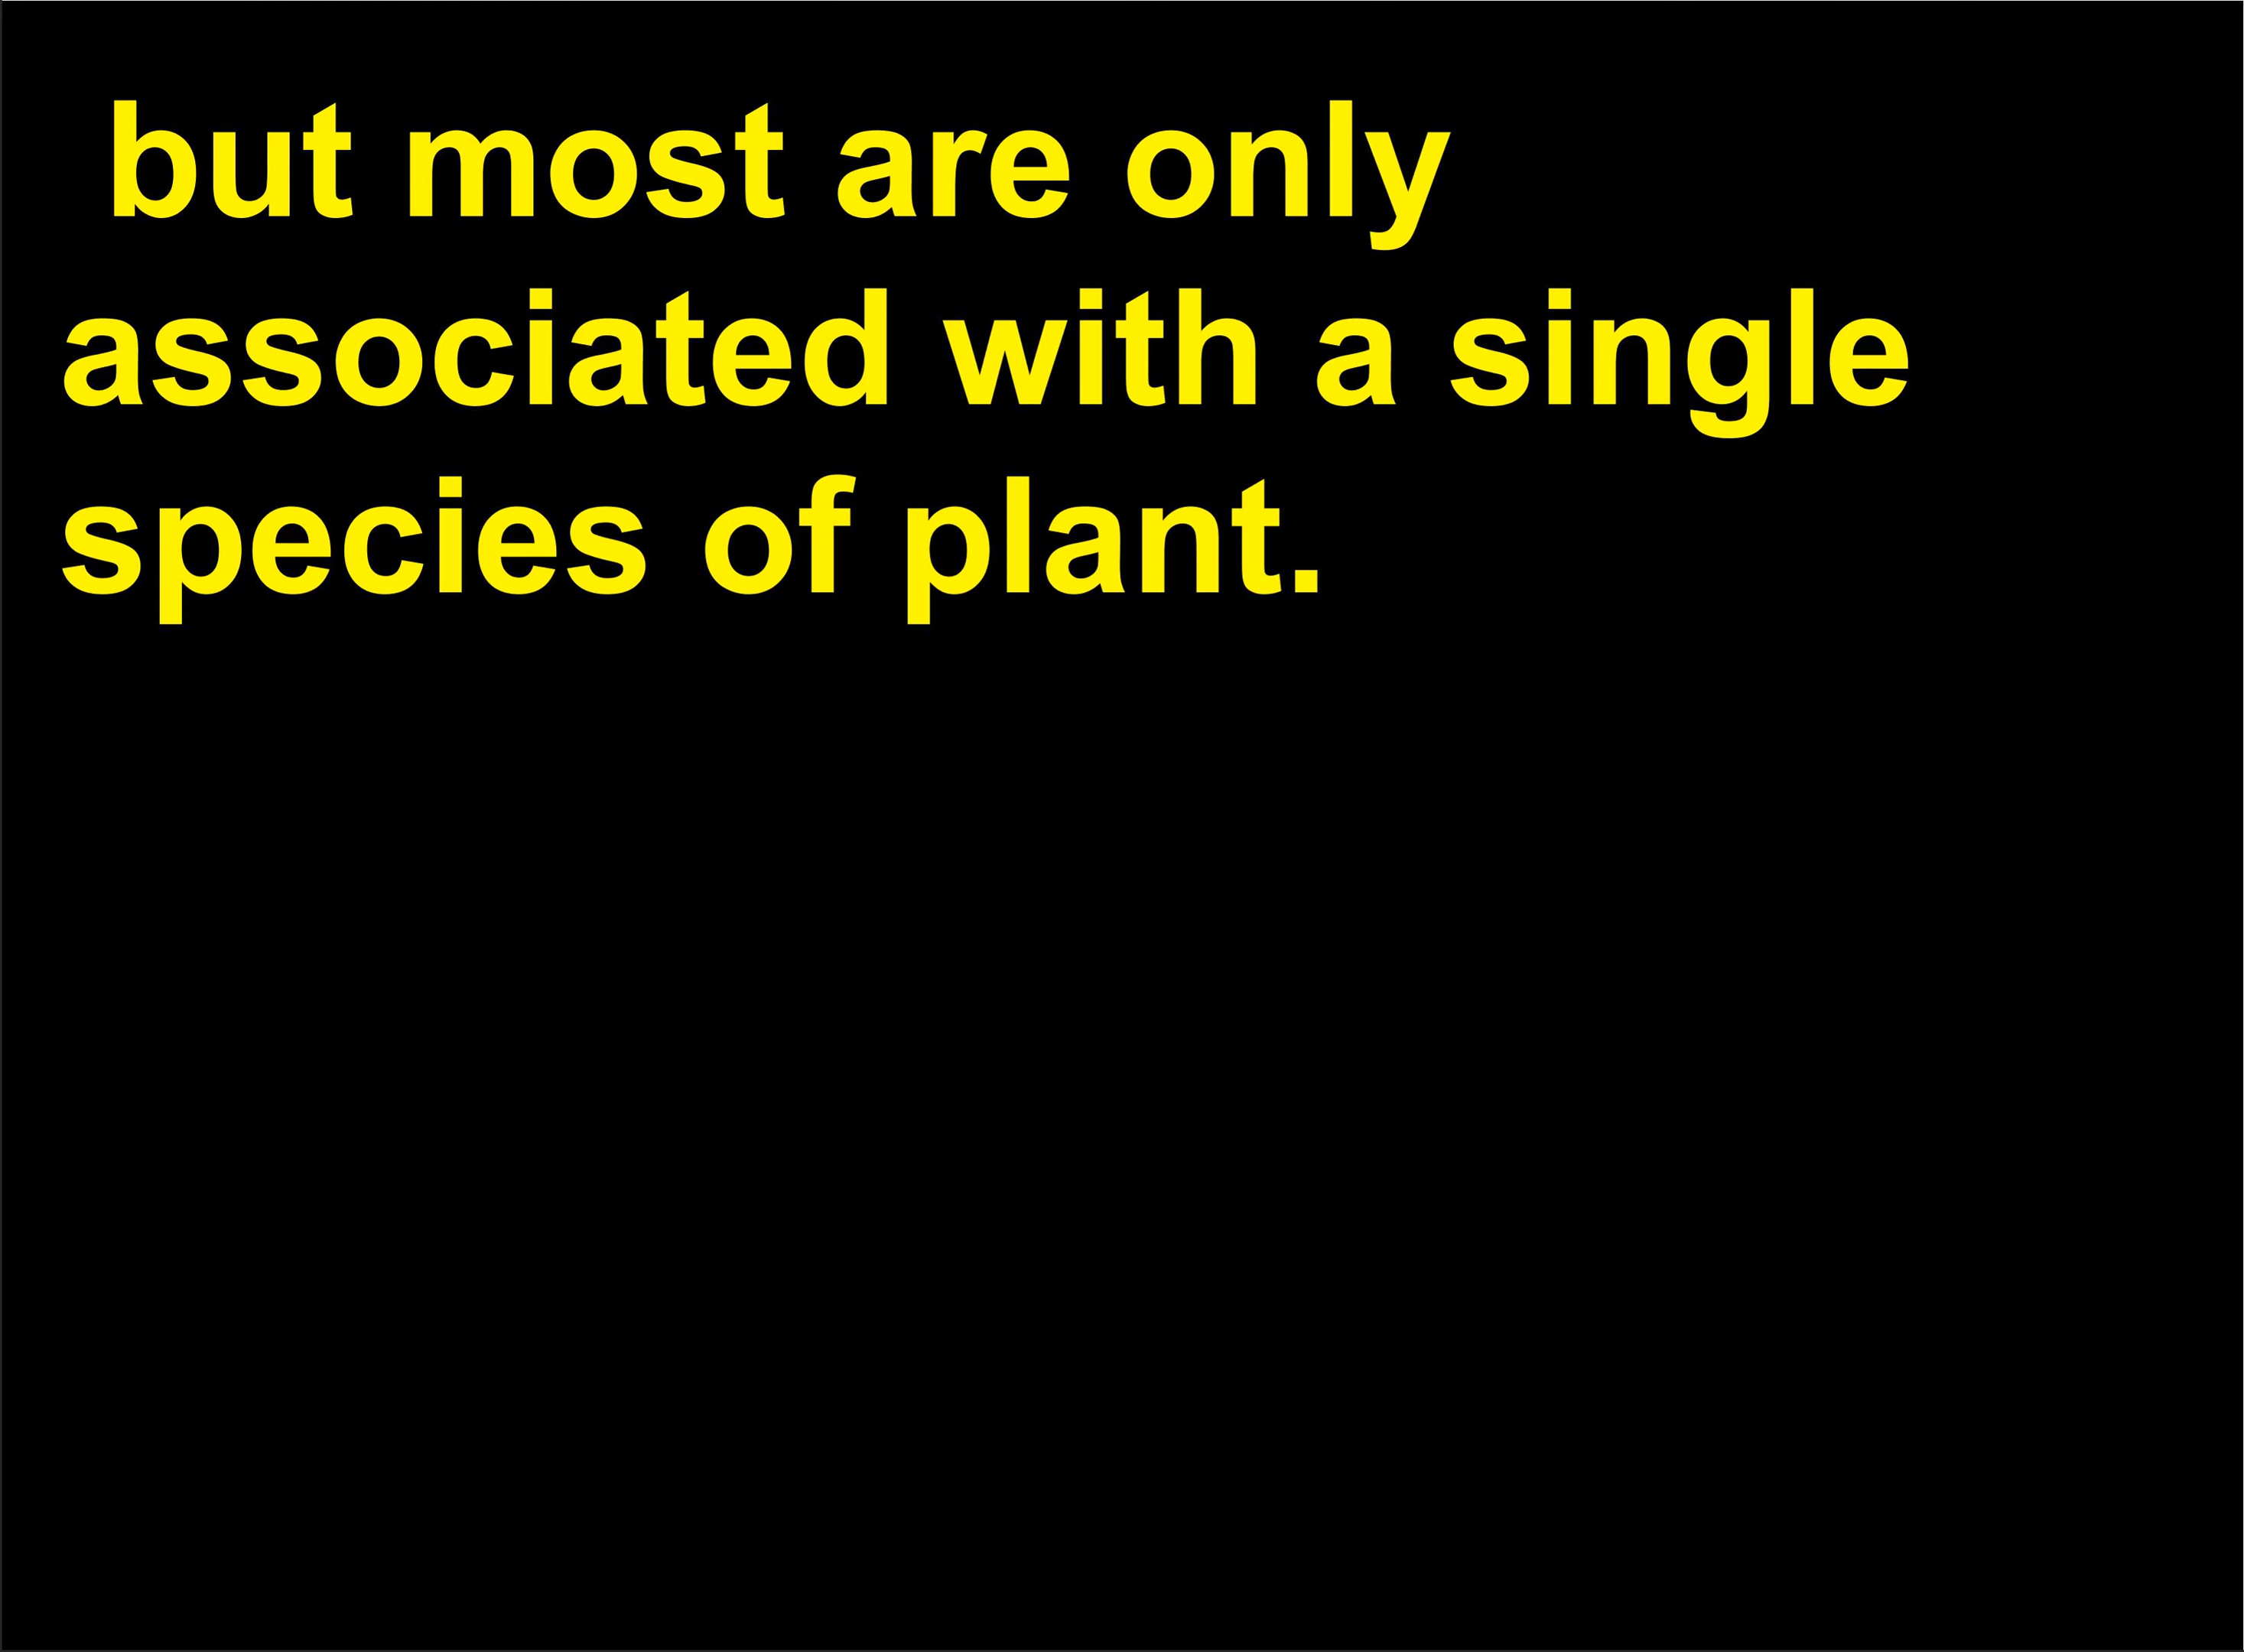 but most are only
associated with a single
species of plant.